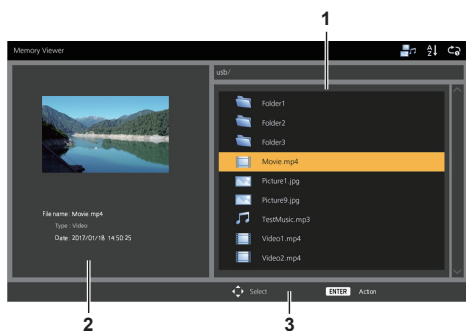 1
Memory Viewer
usb/
Folder1
Folder2
Folder3
Movie.mp4
Picture1.jpg
Picture9.jpg
TestMusic.mp3
Video1.mp4
Video2.mp4
File name : Movie.mp4
Type : Video
Date : 2017/01/18 14:50:25
Select ENTER Action
2 3